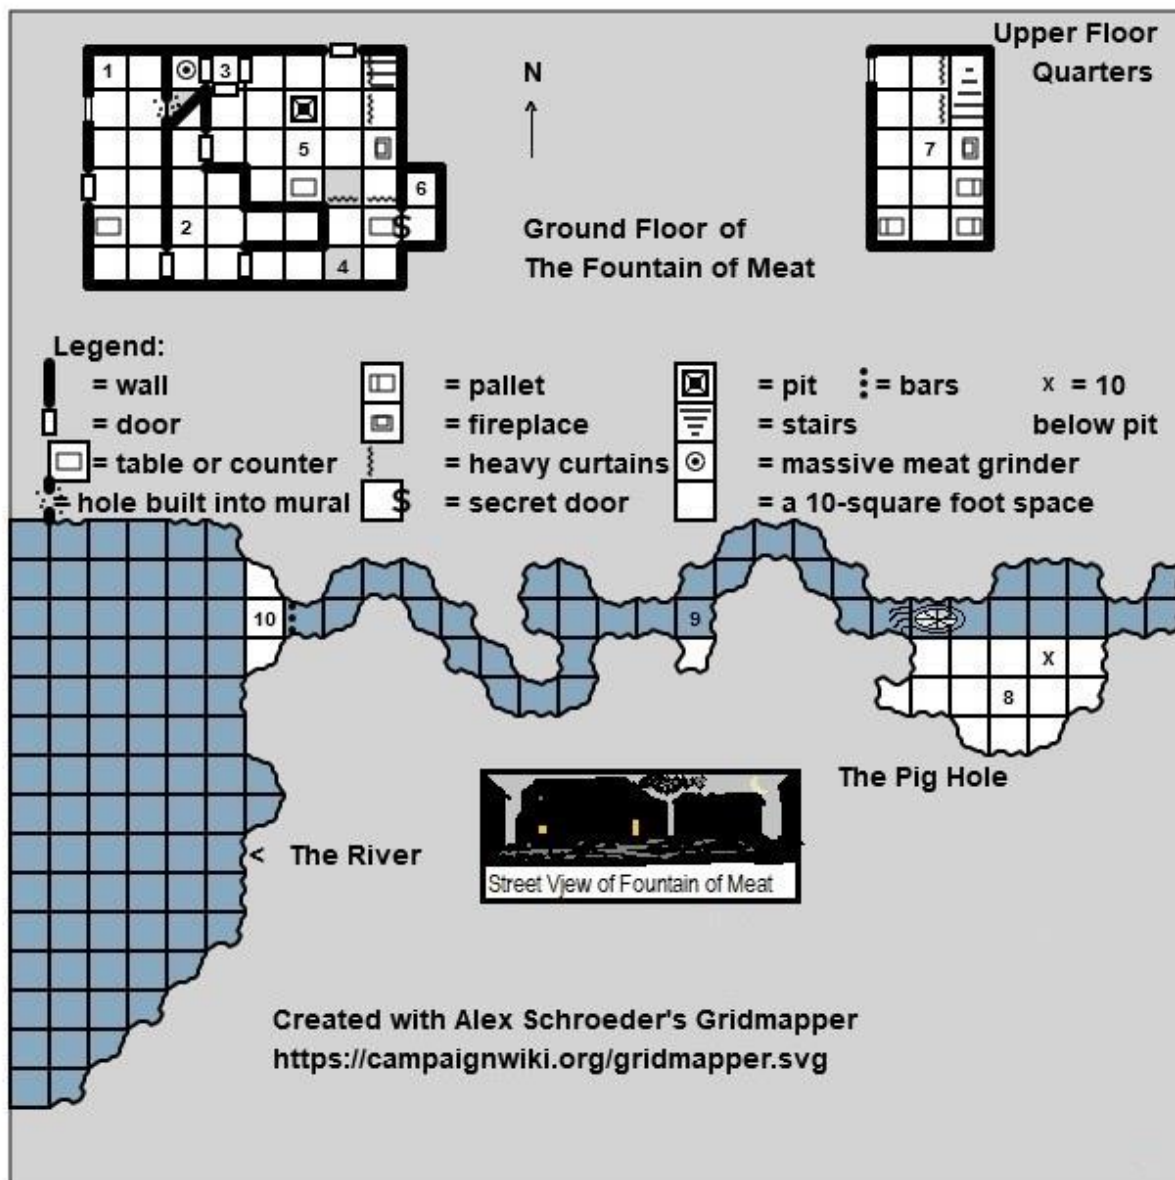 Upper Floor
Quarters
1
3
N
5
7
6
2
S
4
Ground Floor of
The Fountain of Meat
Legend:
= wall
= pallet
= pit
= bars
x = 10
= door
= fireplace
= stairs
below pit
= table or counter
= heavy curtains
= massive meat grinder
= hole built into mural
S
= secret door
= a 10-square foot space
10
9
X
8
The Pig Hole
< The River
Street Vjew of Fountain of Meat
Created with Alex Schroeder's Gridmapper
https://campaignwiki.org/gridmapper.svg